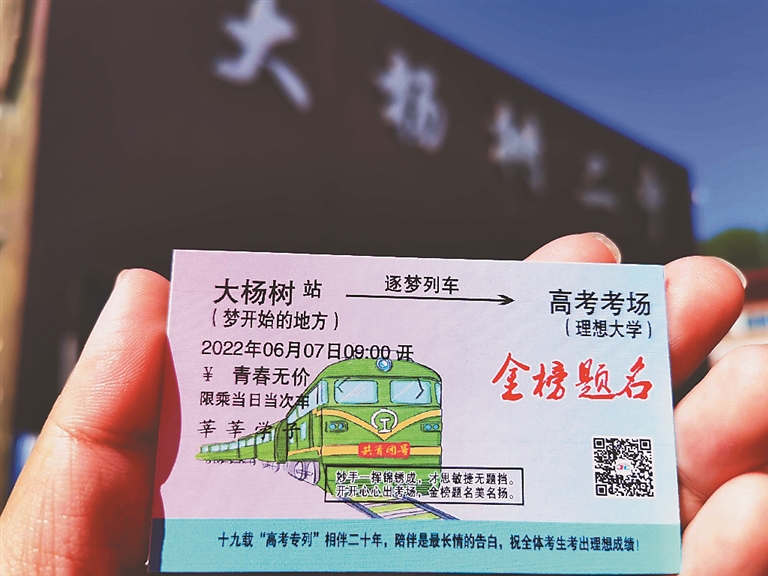 大杨树二中
大杨树 站
逐梦列车
高考考场
（梦开始的地方）
（理想大学）
2022年06月07日09:00 开
¥ 青春无价
限乘当日当次车
莘莘学子
金榜题名
共青团号
妙手一挥锦绣成，才思敏捷无题挡。
开开心心出考场，金榜题名美名扬。
十九载“高考专列”相伴二十年，陪伴是最长情的告白，祝全体考生考出理想成绩！